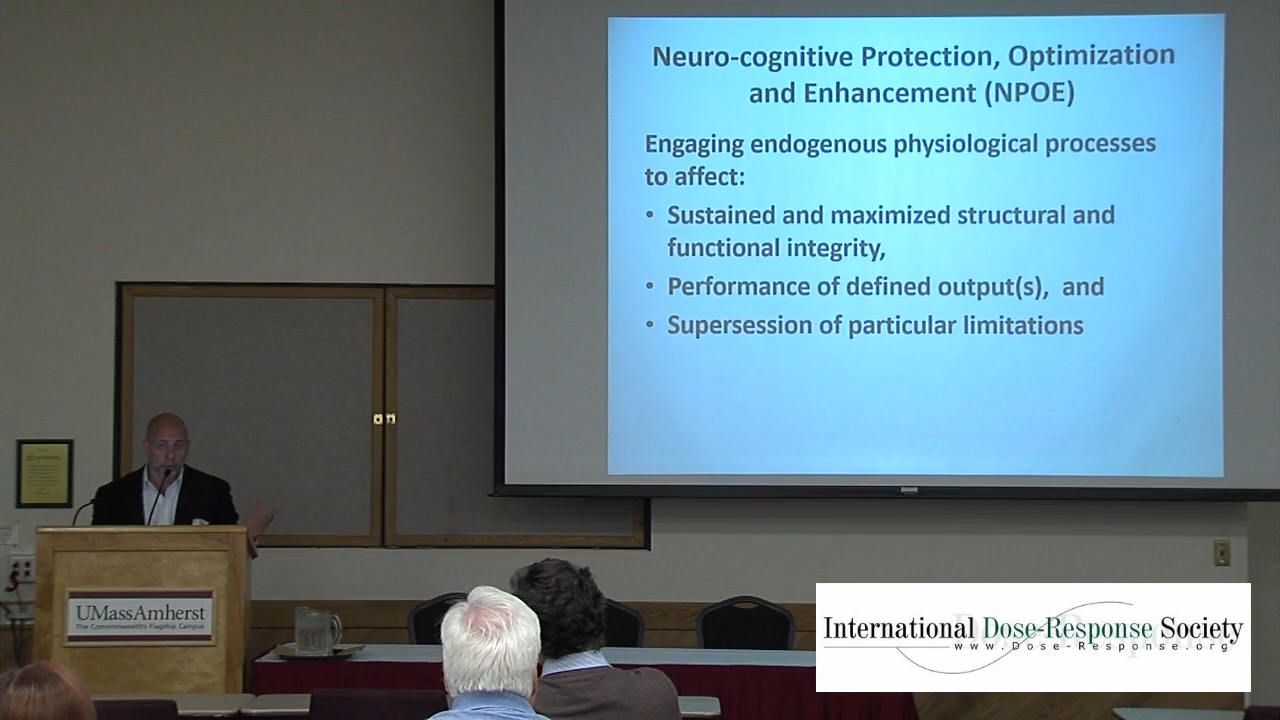 Neuro-cognitive Protection, Optimization
and Enhancement (NPOE)
Engaging endogenous physiological processes
to affect:
• Sustained and maximized structural and
functional integrity,
• Performance of defined output(s), and
• Supersession of particular limitations
UMassAmherst
The Commonwealth's Flagship Campus
International Dose-Response Society
www.Dose-Response.org